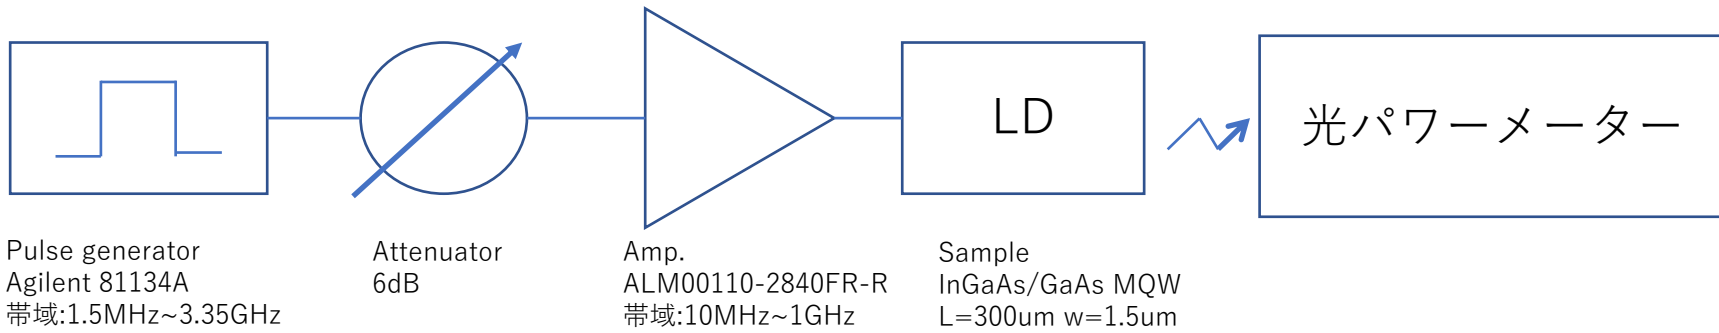 LD
光パワーメーター
Pulse generator
Agilent 81134A
帯域:1.5MHz~3.35GHz
Attenuator
6dB
Amp.
ALM00110-2840FR-R
帯域:10MHz~1GHz
Sample
InGaAs/GaAs MQW
L=300um w=1.5um